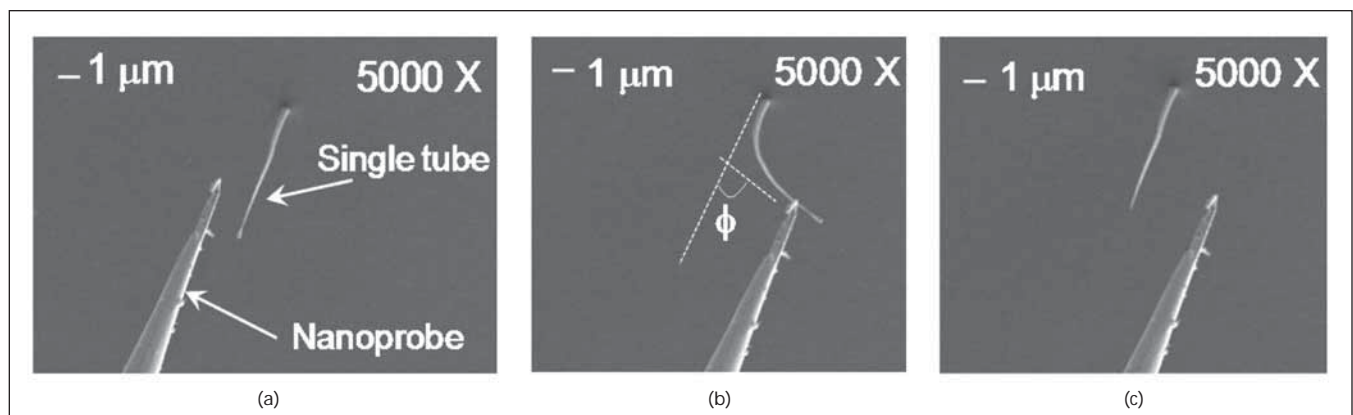 – 1 μm 5000 X
Single tube
Nanoprobe
(a)
– 1 μm 5000 X
ϕ
(b)
– 1 μm 5000 X
(c)